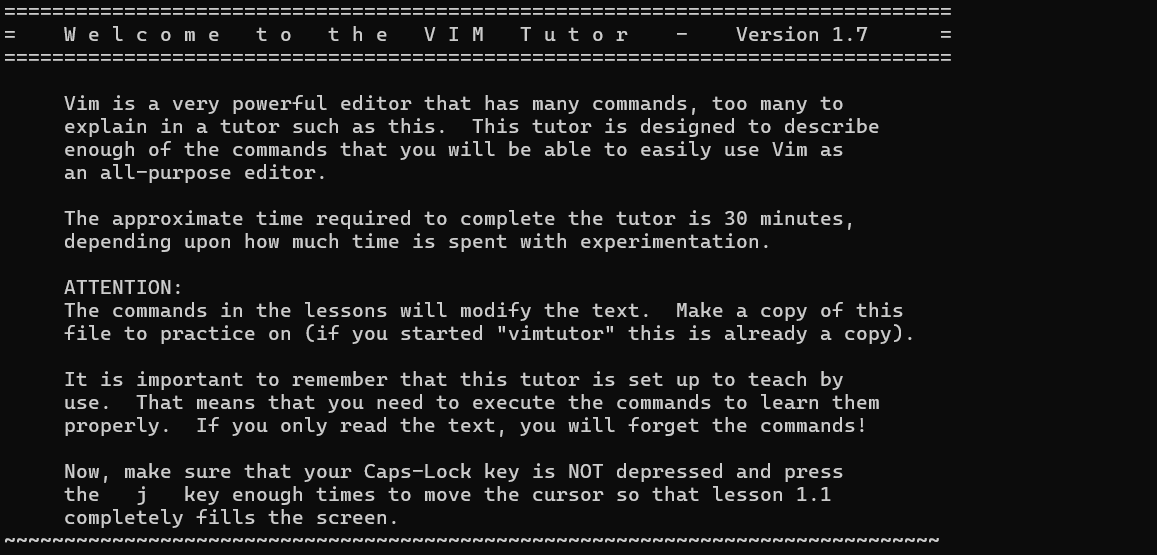 ===============================================================================
=    W e l c o m e   t o   t h e   V I M   T u t o r    -    Version 1.7      =
===============================================================================

     Vim is a very powerful editor that has many commands, too many to
     explain in a tutor such as this.  This tutor is designed to describe
     enough of the commands that you will be able to easily use Vim as
     an all-purpose editor.

     The approximate time required to complete the tutor is 30 minutes,
     depending upon how much time is spent with experimentation.

     ATTENTION:
     The commands in the lessons will modify the text.  Make a copy of this
     file to practice on (if you started "vimtutor" this is already a copy).

     It is important to remember that this tutor is set up to teach by
     use.  That means that you need to execute the commands to learn them
     properly.  If you only read the text, you will forget the commands!

     Now, make sure that your Caps-Lock key is NOT depressed and press
     the   j   key enough times to move the cursor so that lesson 1.1
     completely fills the screen.
~~~~~~~~~~~~~~~~~~~~~~~~~~~~~~~~~~~~~~~~~~~~~~~~~~~~~~~~~~~~~~~~~~~~~~~~~~~~~~